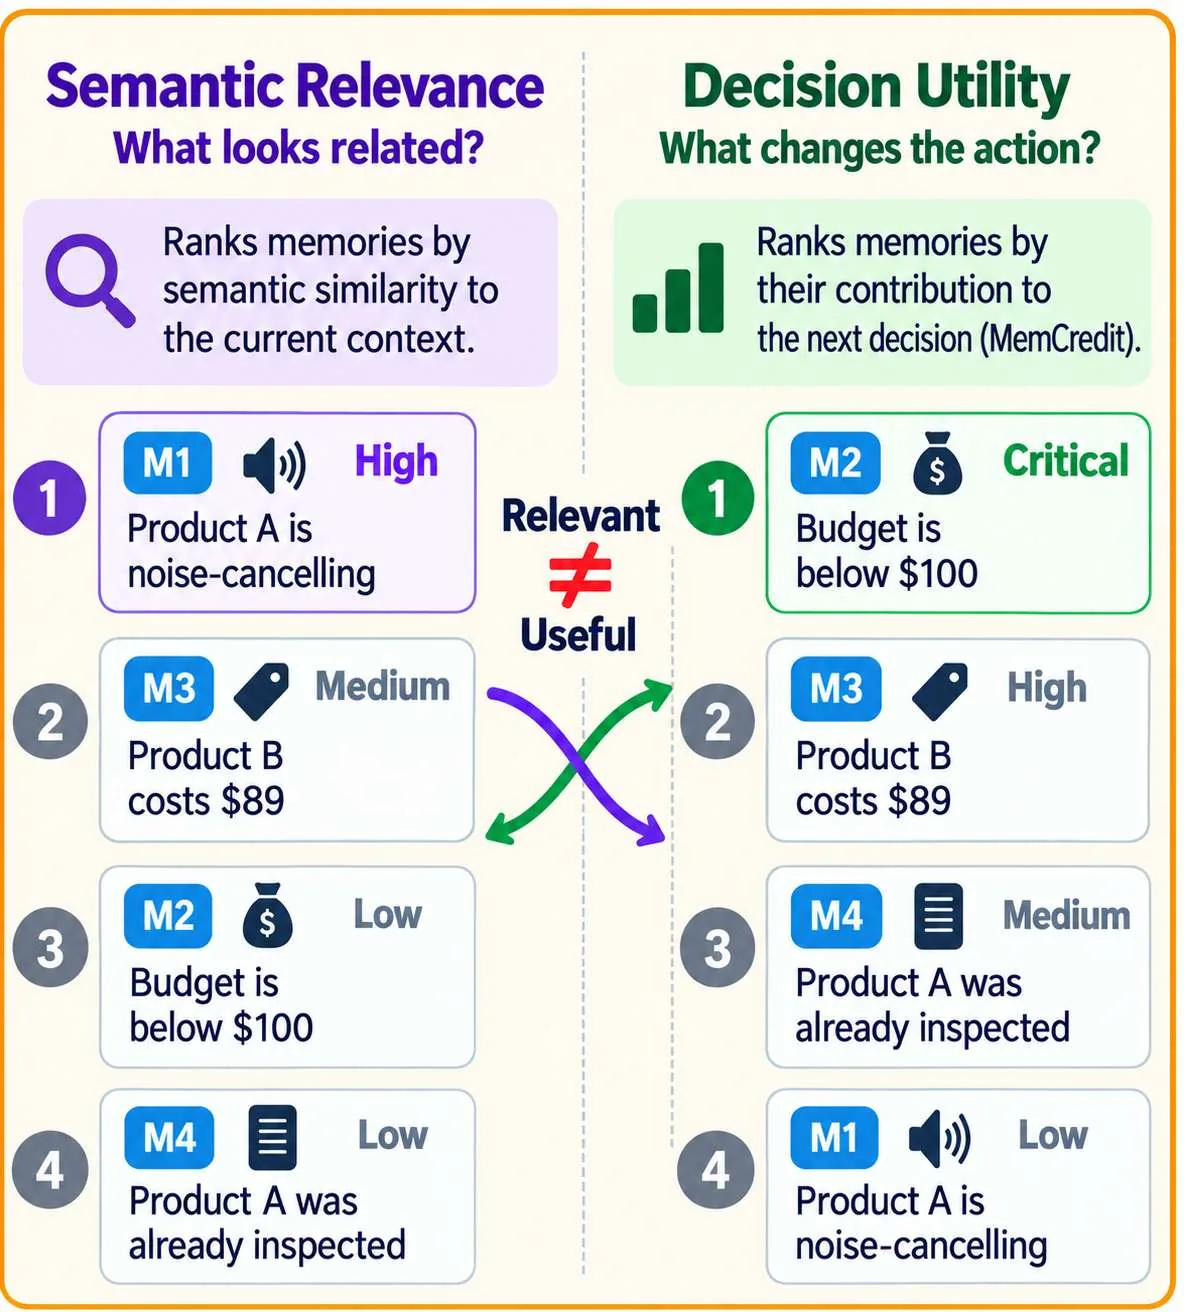 Semantic Relevance
What looks related?
Ranks memories by
semantic similarity to
the current context.
1
M1
High
Product A is
noise-cancelling
2
M3
Medium
Product B
costs $89
3
M2
$
Low
Budget is
below $100
4
M4
Low
Product A was
already inspected
Relevant
≠
Useful
Decision Utility
What changes the action?
Ranks memories by
their contribution to
the next decision (MemCredit).
1
M2
$
Critical
Budget is
below $100
2
M3
High
Product B
costs $89
3
M4
Medium
Product A was
already inspected
4
M1
Low
Product A is
noise-cancelling